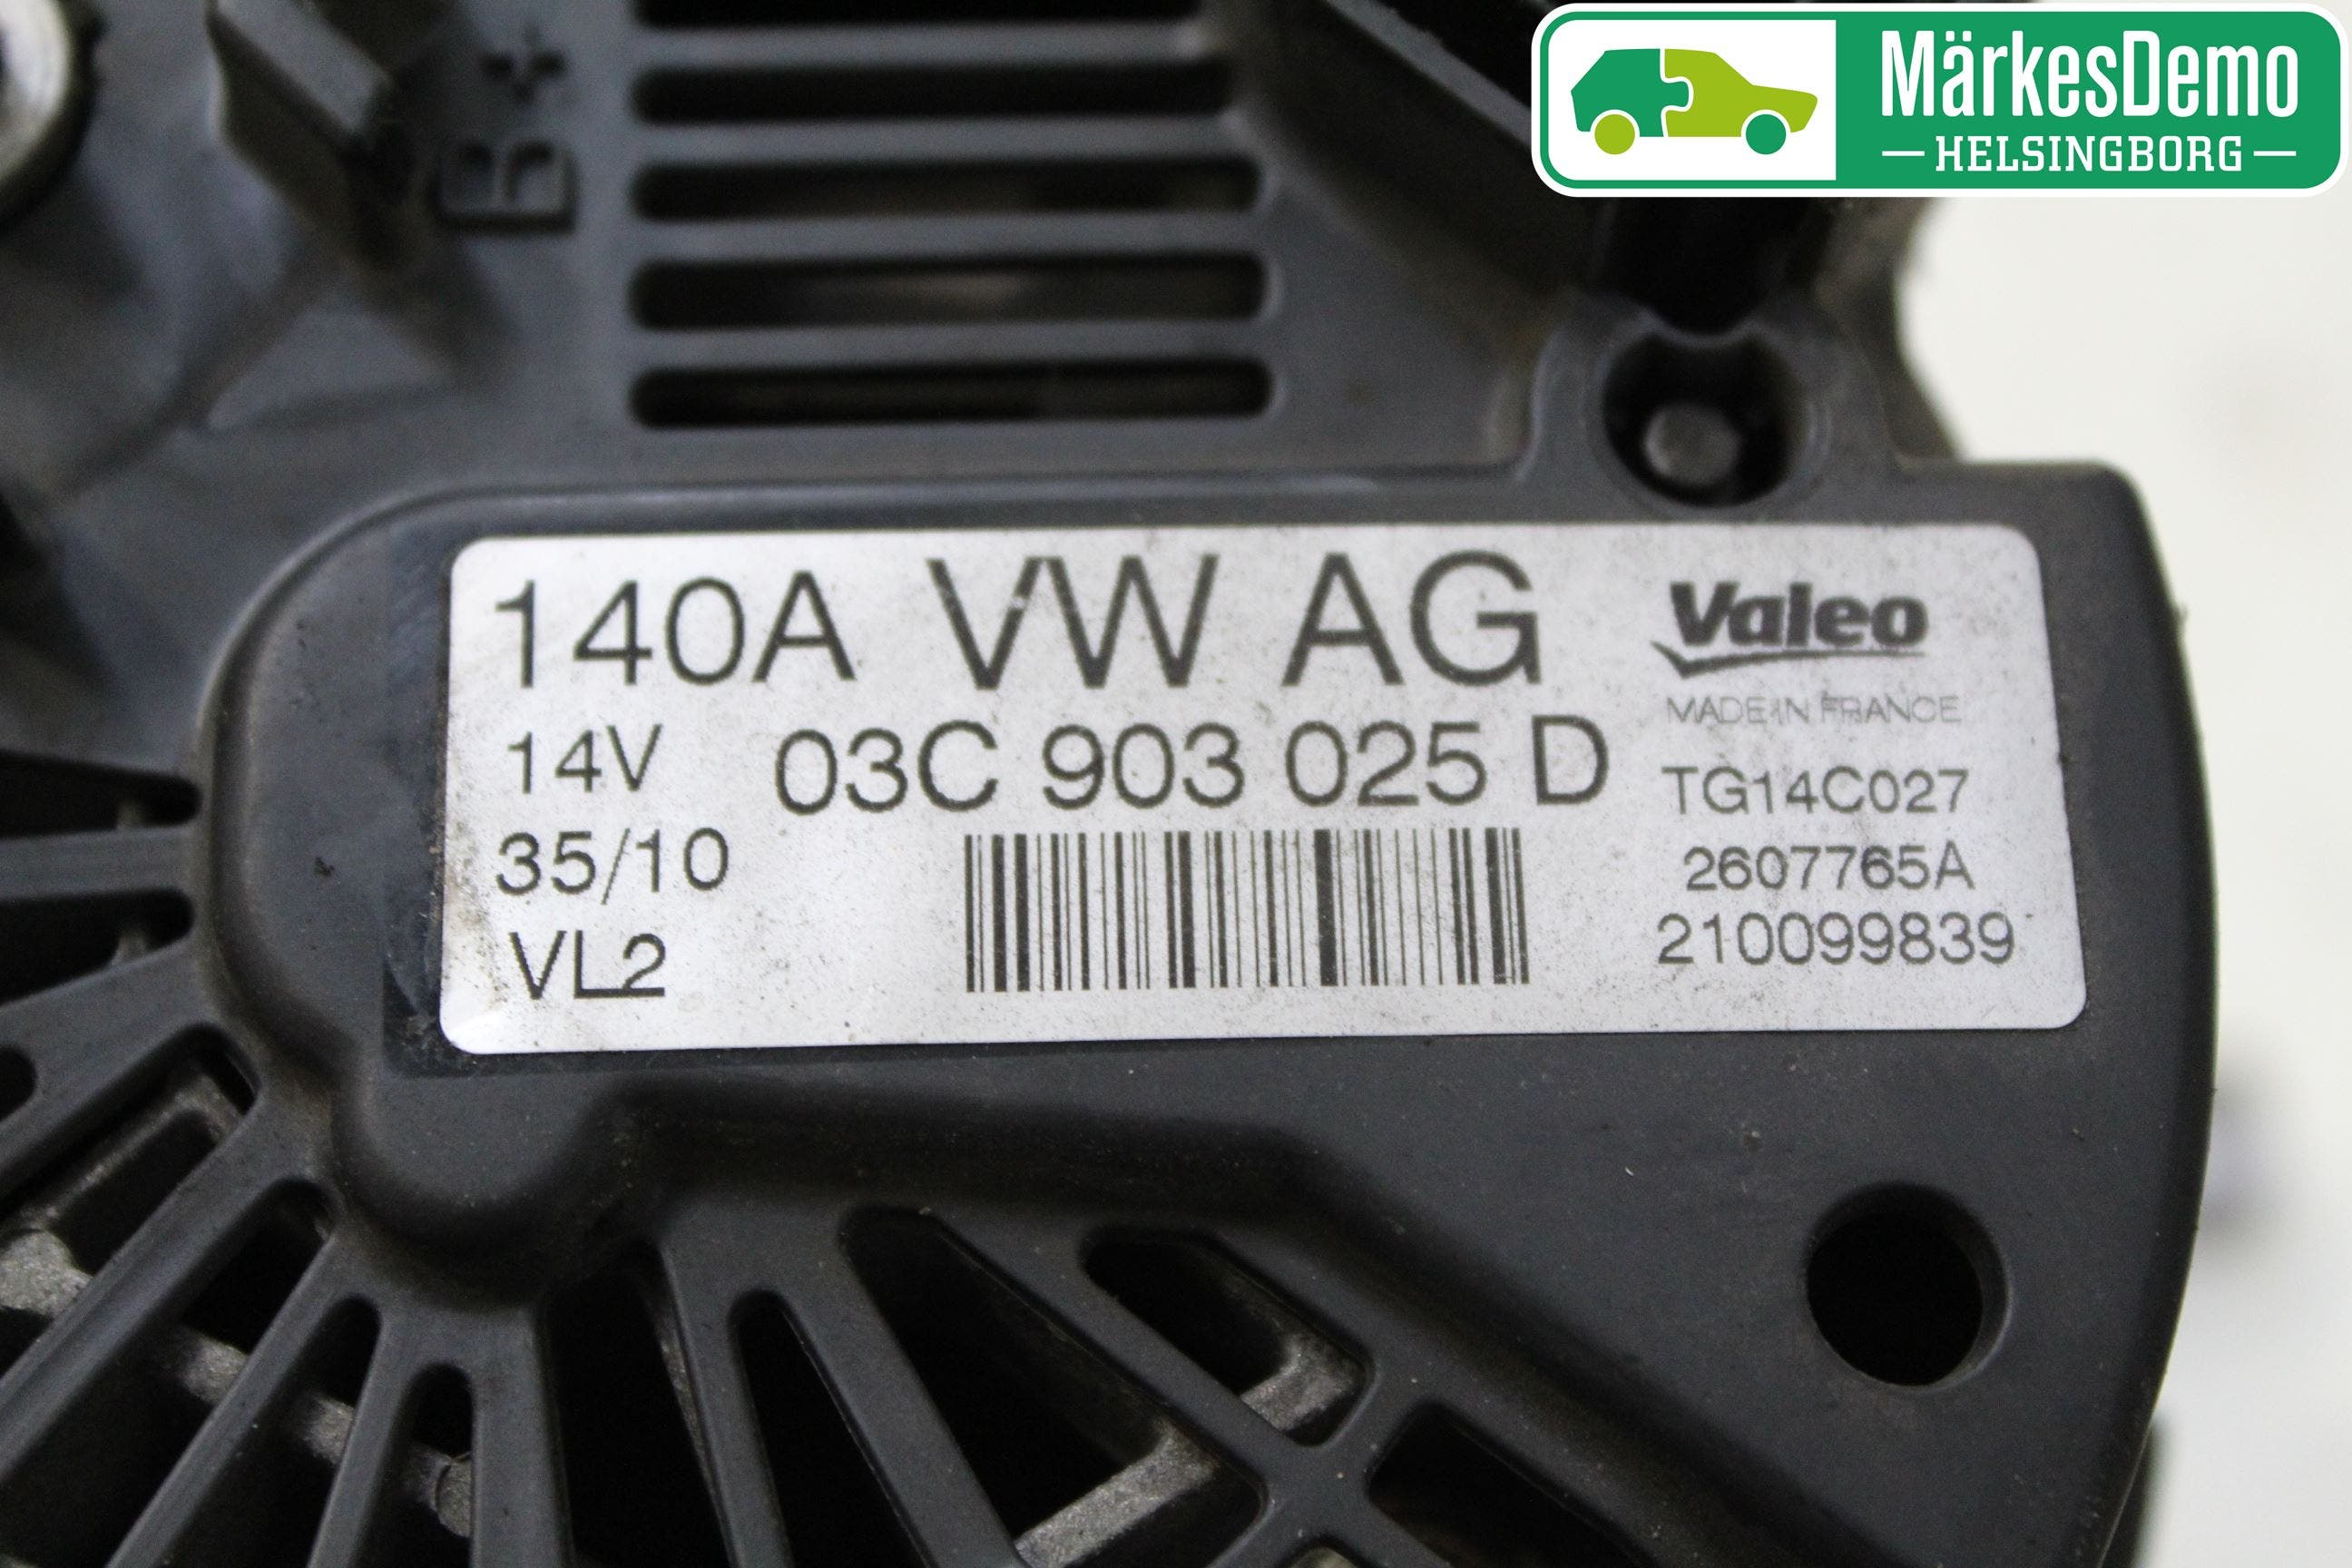 MärkesDemo
HELSINGBORG
B+
140A VW AG
14V 03C 903 025 D
35/10
VL2
Valeo
MADE IN FRANCE
TG14C027
2607765A
210099839